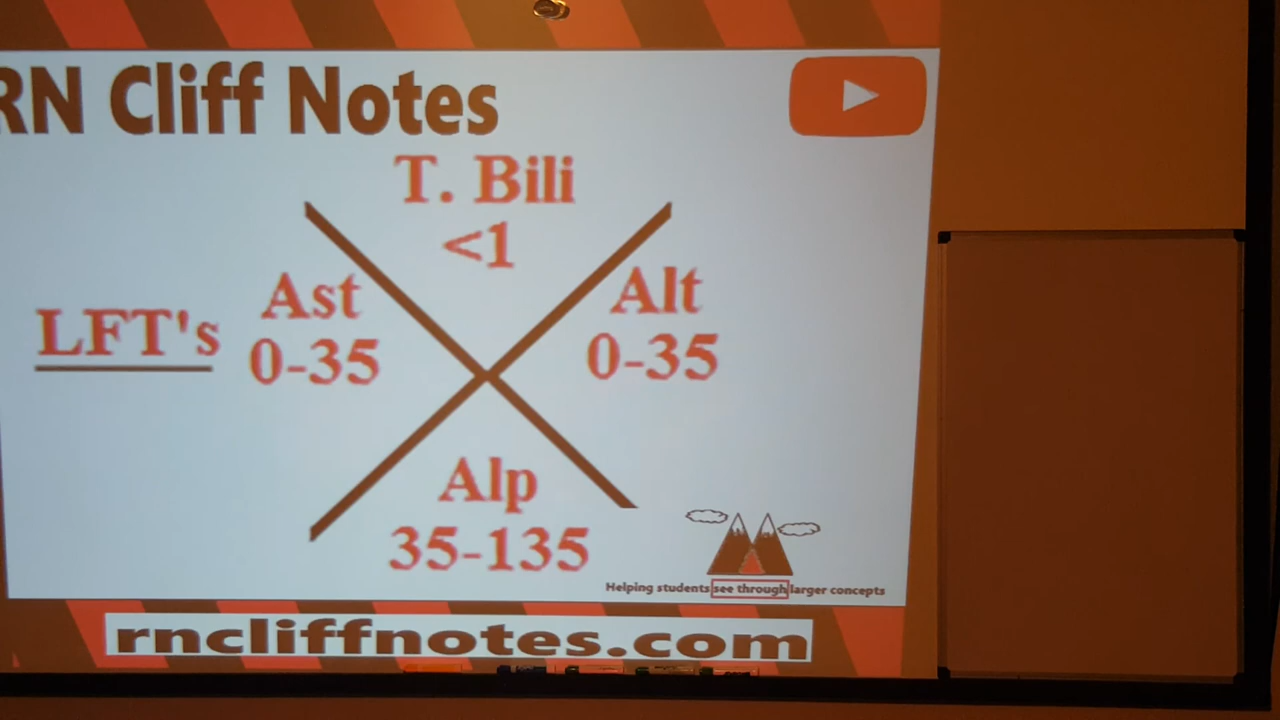 RN Cliff Notes
T. Bili
<1
Ast
0-35
Alt
0-35
LFT's
Alp
35-135
Helping students see through larger concepts
rncliffnotes.com